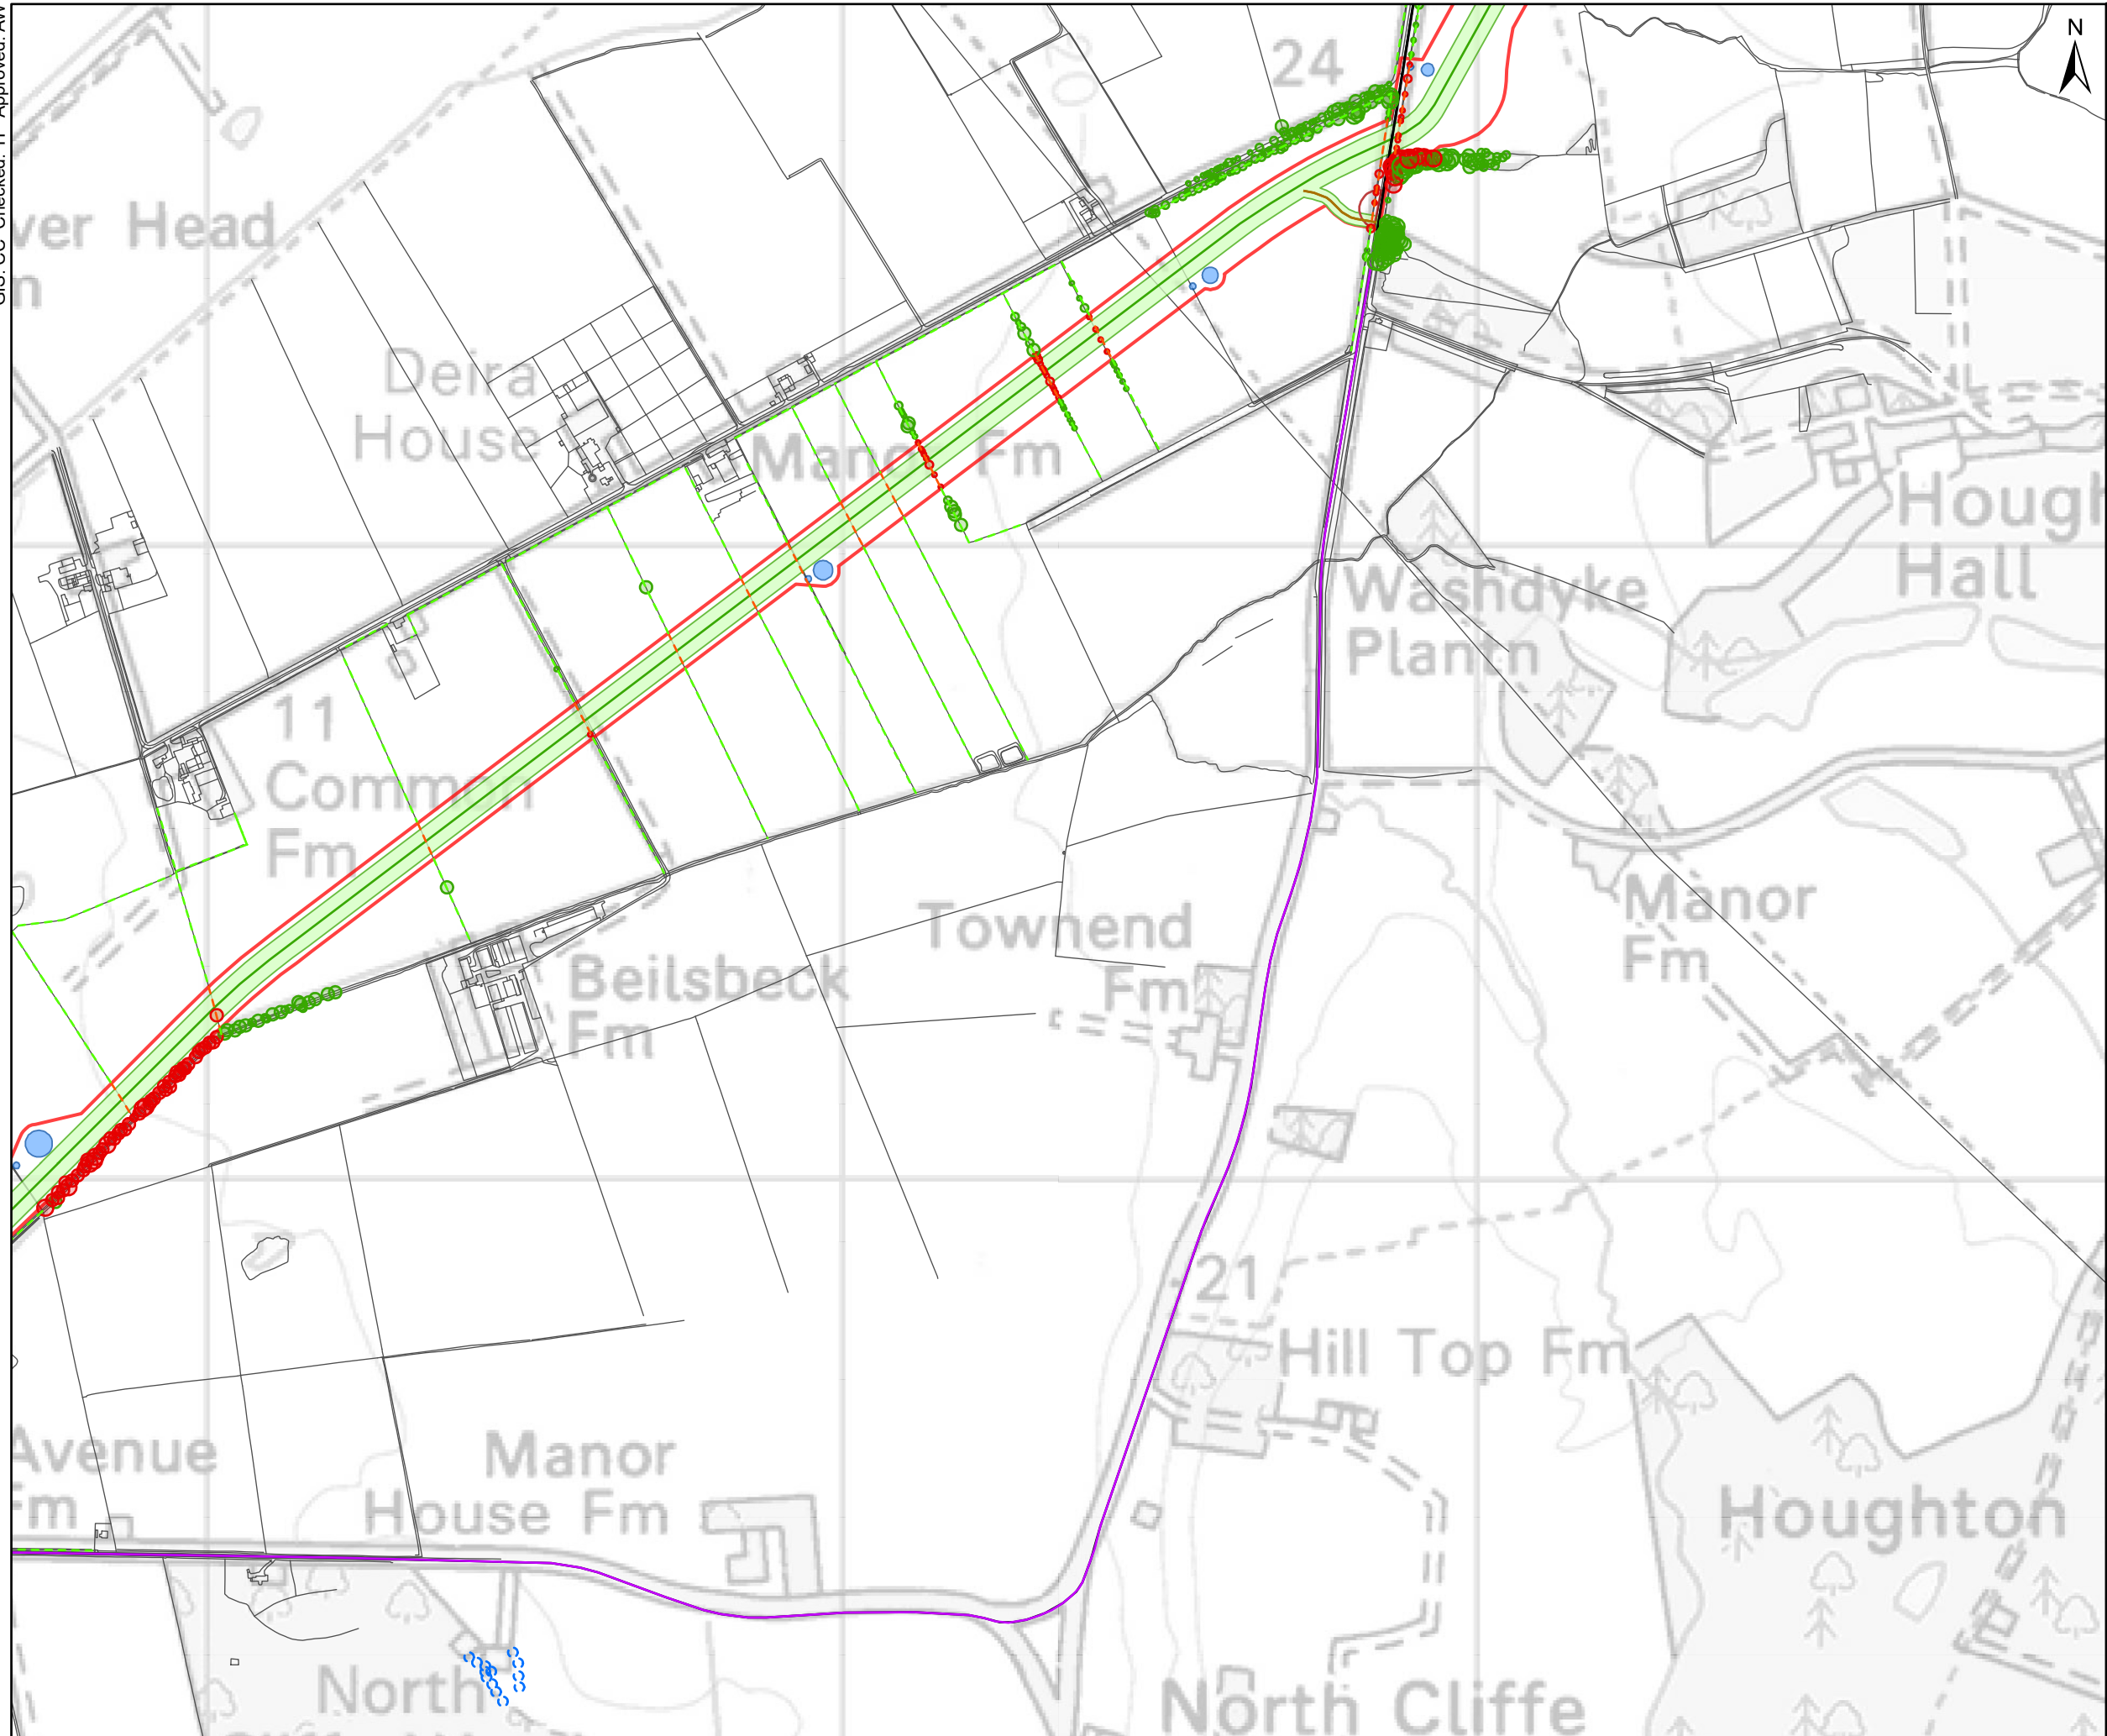 N
24
ver Head
n
Deira
House
Manor Fm
Hough
Hall
Washdyke
Plantn
11
Common
Fm
Townend
Fm
Manor
Fm
Beilsbeck
Fm
21
Hill Top Fm
Avenue
Fm
Manor
House Fm
Houghton
North
North Cliffe